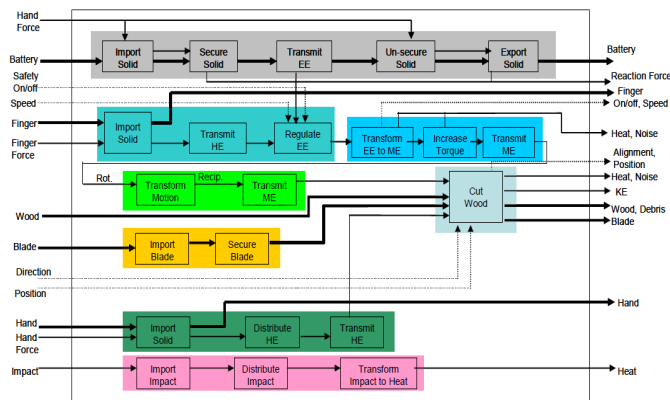 Hand
Force
Import
Solid
Secure
Solid
Transmit
EE
Un-secure
Solid
Export
Solid
Battery
Battery
Safety
On/off
Reaction Force
Finger
Speed
On/off, Speed
Finger
Finger
Force
Import
Solid
Transmit
HE
Regulate
EE
Transform
EE to ME
Increase
Torque
Transmit
ME
Heat, Noise
Alignment,
Position
Rot.
Transform
Motion
Recip.
Transmit
ME
Cut
Wood
Heat, Noise
KE
Wood
Wood, Debris
Blade
Blade
Import
Blade
Secure
Blade
Direction
Position
Hand
Hand
Hand
Force
Import
Solid
Distribute
HE
Transmit
HE
Impact
Import
Impact
Distribute
Impact
Transform
Impact to Heat
Heat